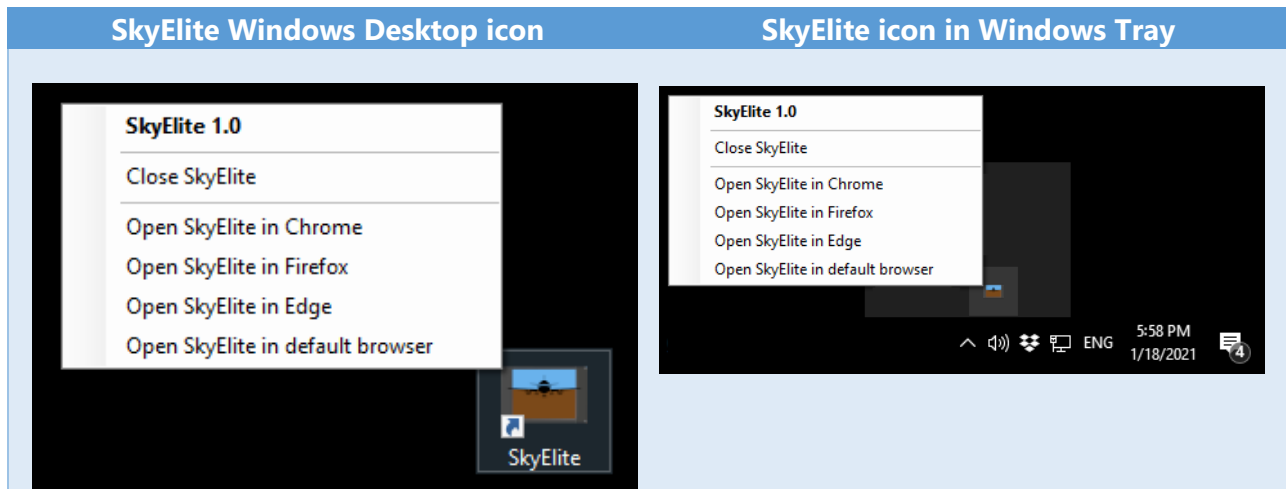 SkyElite Windows Desktop icon
SkyElite icon in Windows Tray
SkyElite 1.0
Close SkyElite
Open SkyElite in Chrome
Open SkyElite in Firefox
Open SkyElite in Edge
Open SkyElite in default browser
SkyElite
SkyElite 1.0
Close SkyElite
Open SkyElite in Chrome
Open SkyElite in Firefox
Open SkyElite in Edge
Open SkyElite in default browser
ENG
5:58 PM
1/18/2021
4